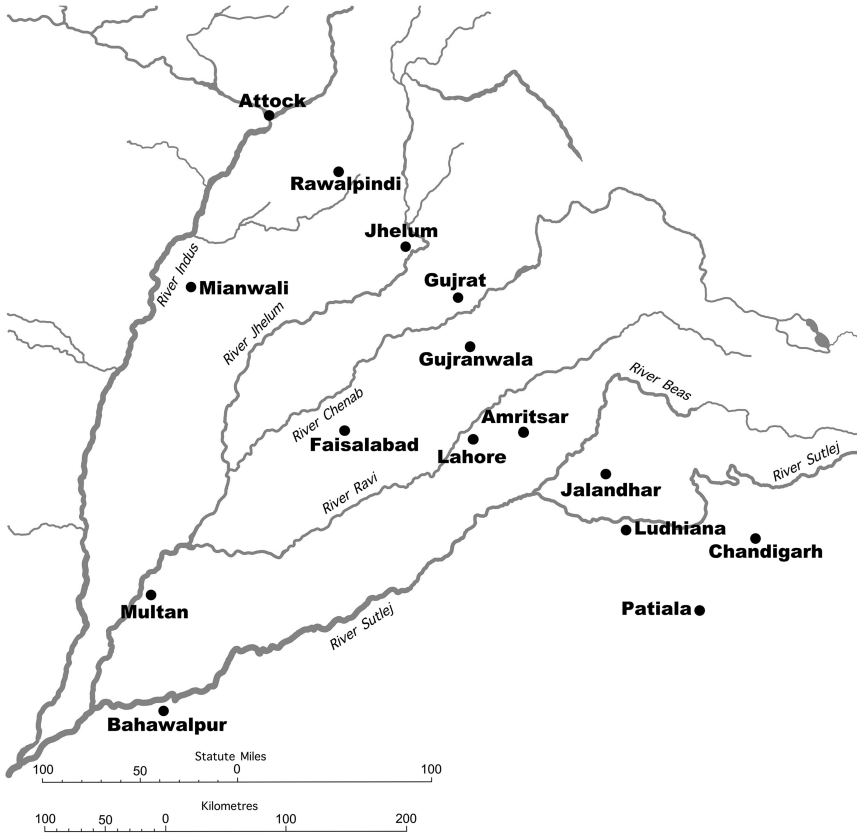 Attock
Rawalpindi
Jhelum
River Indus
Mianwali
Gujrat
River Jhelum
Gujranwala
River Chenab
River Beas
Amritsar
Faisalabad
Lahore
River Sutlej
River Ravi
Jalandhar
Ludhiana
Chandigarh
Multan
Patiala
River Sutlej
Bahawalpur
Statute Miles
100 50 0 100
Kilometres
100 50 0 100 200